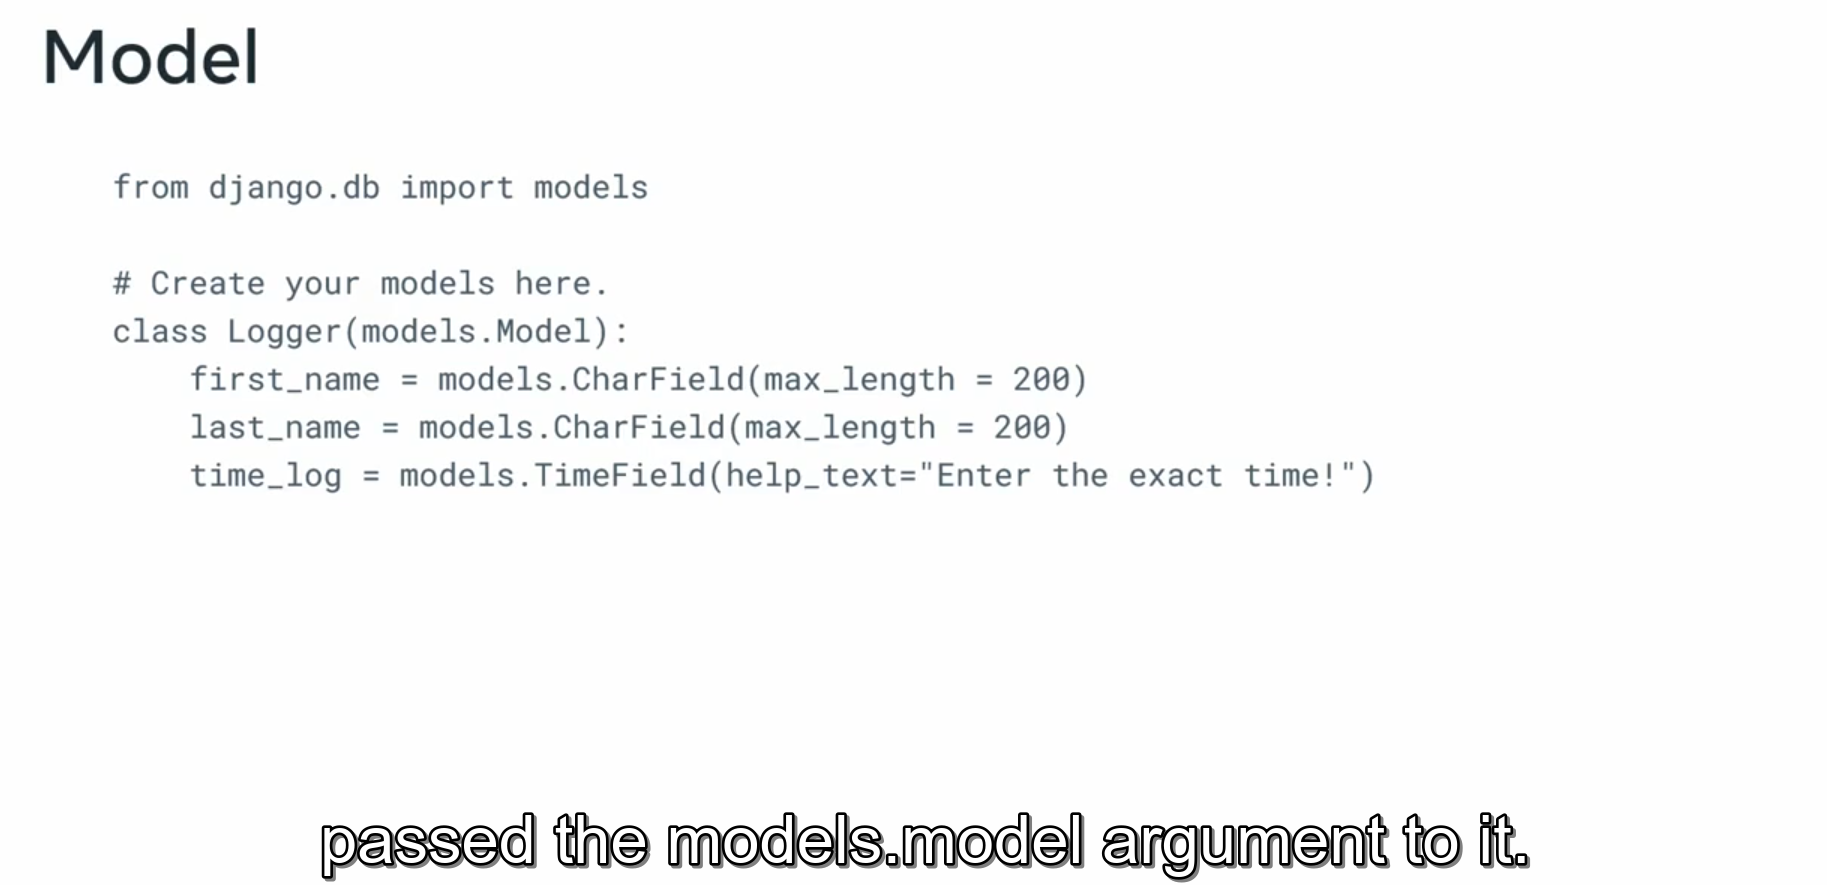 Model
from django.db import models
# Create your models here.
class Logger(models.Model):
    first_name = models.CharField(max_length = 200)
    last_name = models.CharField(max_length = 200)
    time_log = models.TimeField(help_text="Enter the exact time!")
passed the models.model argument to it.